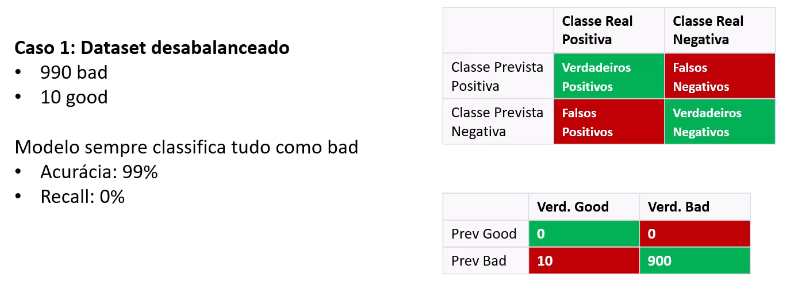 Caso 1: Dataset desabalanceado
• 990 bad
• 10 good
Modelo sempre classifica tudo como bad
• Acurácia: 99%
• Recall: 0%
Classe Real Positiva
Classe Real Negativa
Classe Prevista Positiva
Verdadeiros Positivos
Falsos Negativos
Classe Prevista Negativa
Falsos Positivos
Verdadeiros Negativos
Verd. Good
Verd. Bad
Prev Good
0
0
Prev Bad
10
900